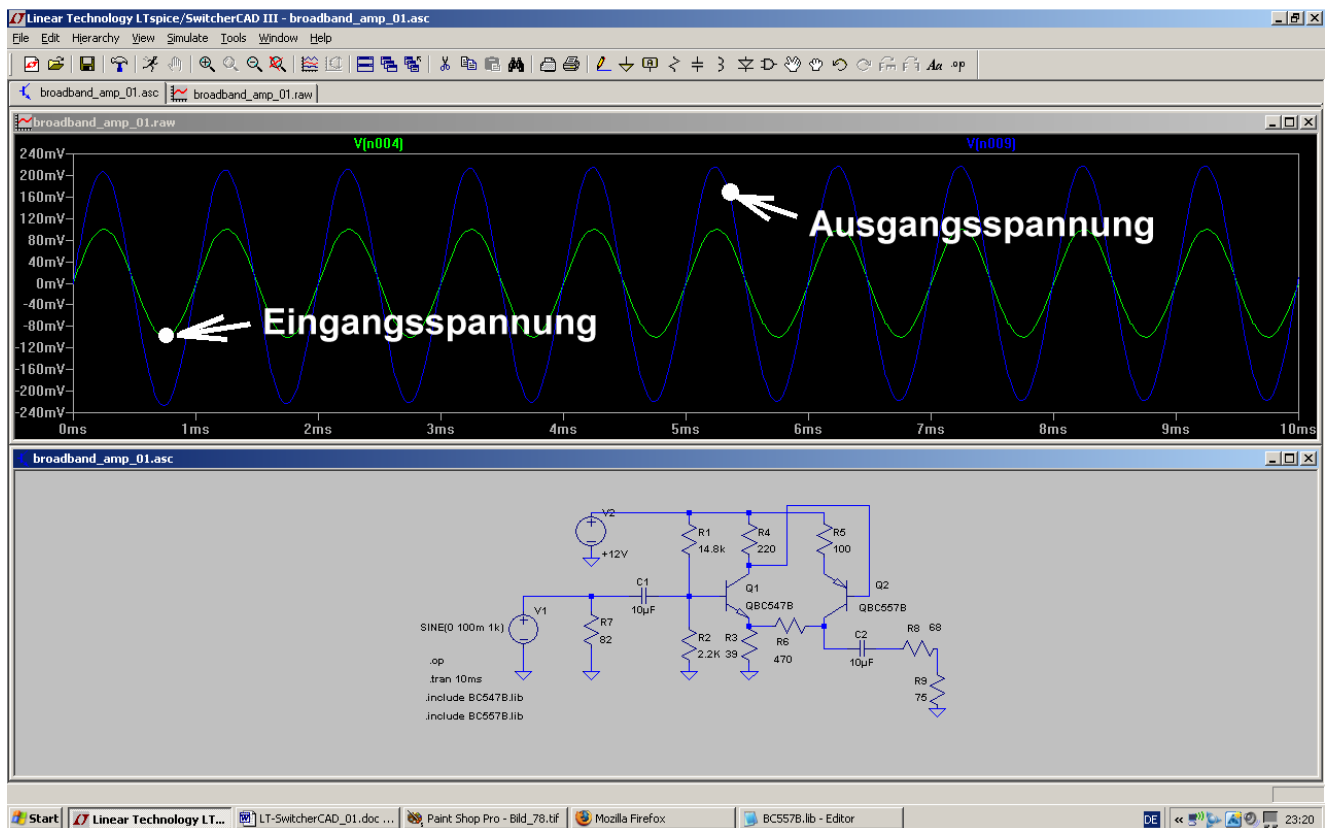 Linear Technology LTspice/SwitcherCAD III - broadband_amp_01.asc
File Edit Hierarchy View Simulate Tools Window Help
Aa .op
broadband_amp_01.asc broadband_amp_01.raw
broadband_amp_01.raw
V(n004) V(n009)
240mV
200mV
160mV
120mV
80mV
40mV
0mV
-40mV
-80mV
-120mV
-160mV
-200mV
-240mV
Ausgangsspannung
Eingangsspannung
0ms 1ms 2ms 3ms 4ms 5ms 6ms 7ms 8ms 9ms 10ms
broadband_amp_01.asc
V2
+12V
R1
14.8k
R4
220
R5
100
C1
10µF
Q1
QBC547B
Q2
QBC557B
V1
SINE(0 100m 1k)
R7
82
R2
2.2K
R3
39
R6
470
C2
10µF
R8 68
R9
75
.op
.tran 10ms
.include BC547B.lib
.include BC557B.lib
Start Linear Technology LT... LT-SwitcherCAD_01.doc ... Paint Shop Pro - Bild_78.tif Mozilla Firefox BC557B.lib - Editor DE « 23:20